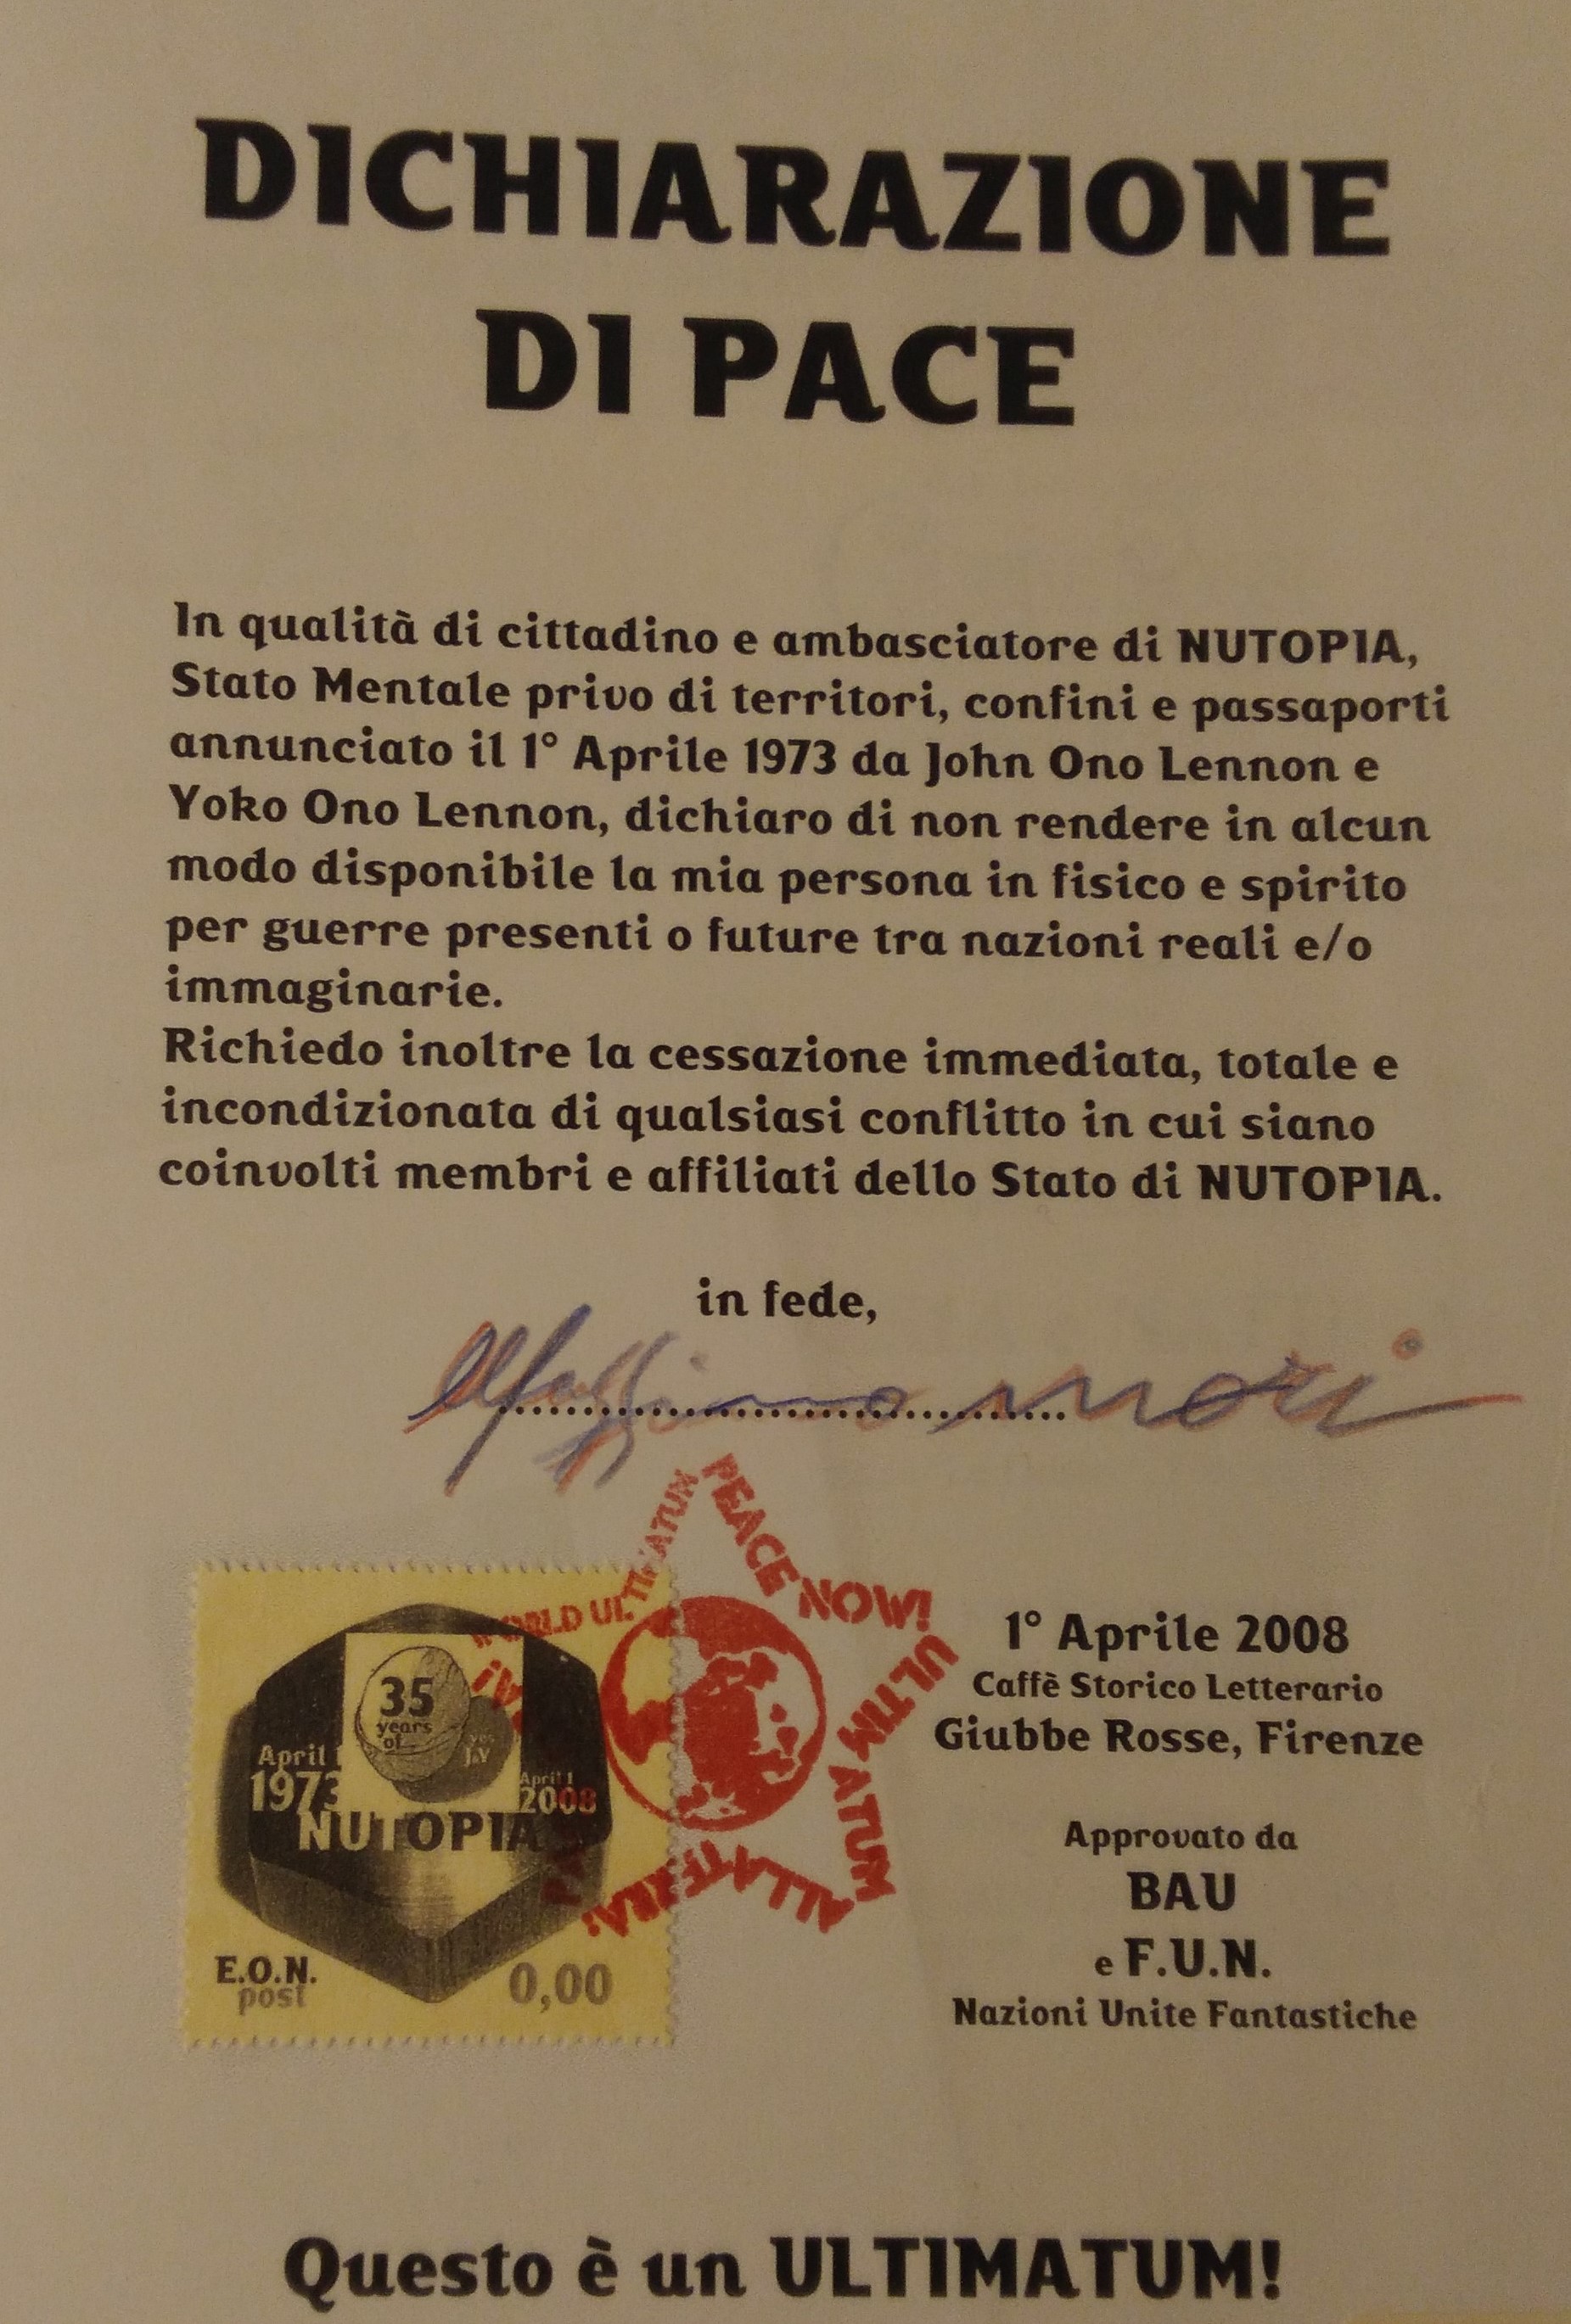 DICHIARAZIONE
DI PACE
In qualità di cittadino e ambasciatore di NUTOPIA,
Stato Mentale privo di territori, confini e passaporti
annunciato il 1° Aprile 1973 da John Ono Lennon e
Yoko Ono Lennon, dichiaro di non rendere in alcun
modo disponibile la mia persona in fisico e spirito
per guerre presenti o future tra nazioni reali e/o
immaginarie.
Richiedo inoltre la cessazione immediata, totale e
incondizionata di qualsiasi conflitto in cui siano
coinvolti membri e affiliati dello Stato di NUTOPIA.
in fede,
WORLD ULTIMATUM
PEACE NOW!
ULTIMATUM
ALLA TERRA!
35
years
of
April 1
1973
April 1
2008
NUTOPIA
E.O.N.
post
0,00
1° Aprile 2008
Caffè Storico Letterario
Giubbe Rosse, Firenze
Approvato da
BAU
e F.U.N.
Nazioni Unite Fantastiche
Questo è un ULTIMATUM!